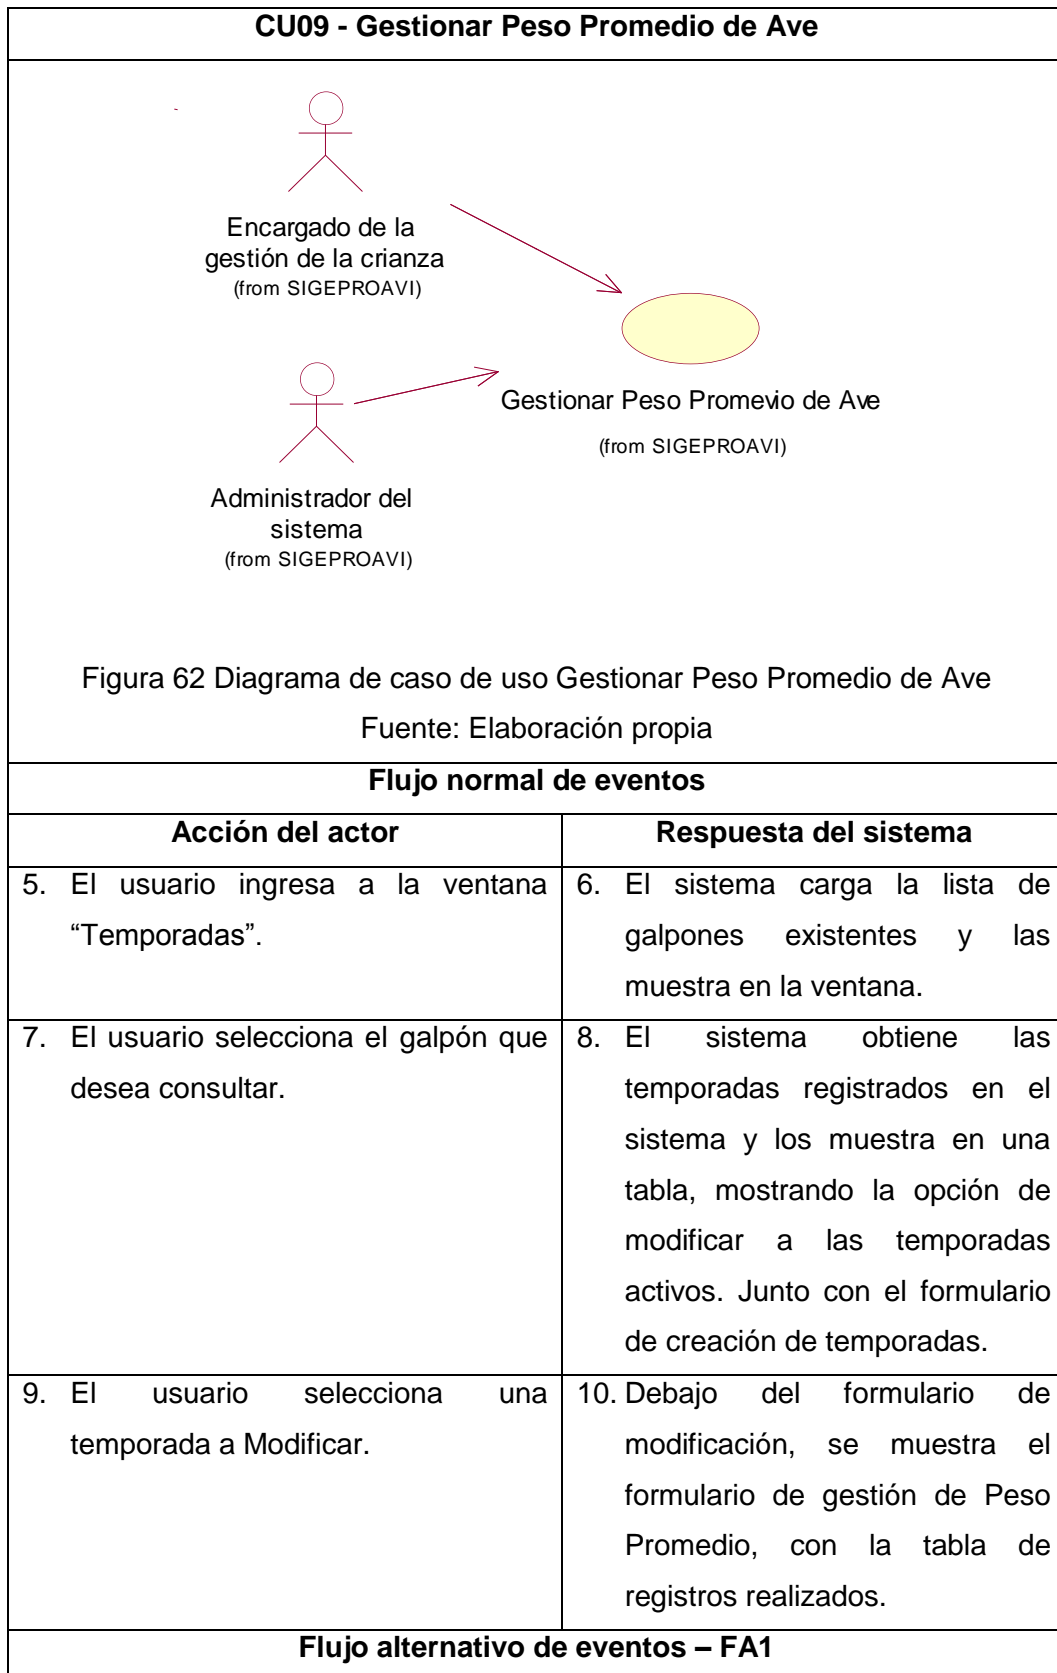 CU09 - Gestionar Peso Promedio de Ave
Encargado de la
gestión de la crianza
(from SIGEPROAVI)
Gestionar Peso Promevio de Ave
(from SIGEPROAVI)
Administrador del
sistema
(from SIGEPROAVI)
Figura 62 Diagrama de caso de uso Gestionar Peso Promedio de Ave
Fuente: Elaboración propia
Flujo normal de eventos
Acción del actor
Respuesta del sistema
5. El usuario ingresa a la ventana
“Temporadas”.
6. El sistema carga la lista de
galpones existentes y las
muestra en la ventana.
7. El usuario selecciona el galpón que
desea consultar.
8. El sistema obtiene las
temporadas registrados en el
sistema y los muestra en una
tabla, mostrando la opción de
modificar a las temporadas
activos. Junto con el formulario
de creación de temporadas.
9. El usuario selecciona una
temporada a Modificar.
10. Debajo del formulario de
modificación, se muestra el
formulario de gestión de Peso
Promedio, con la tabla de
registros realizados.
Flujo alternativo de eventos – FA1